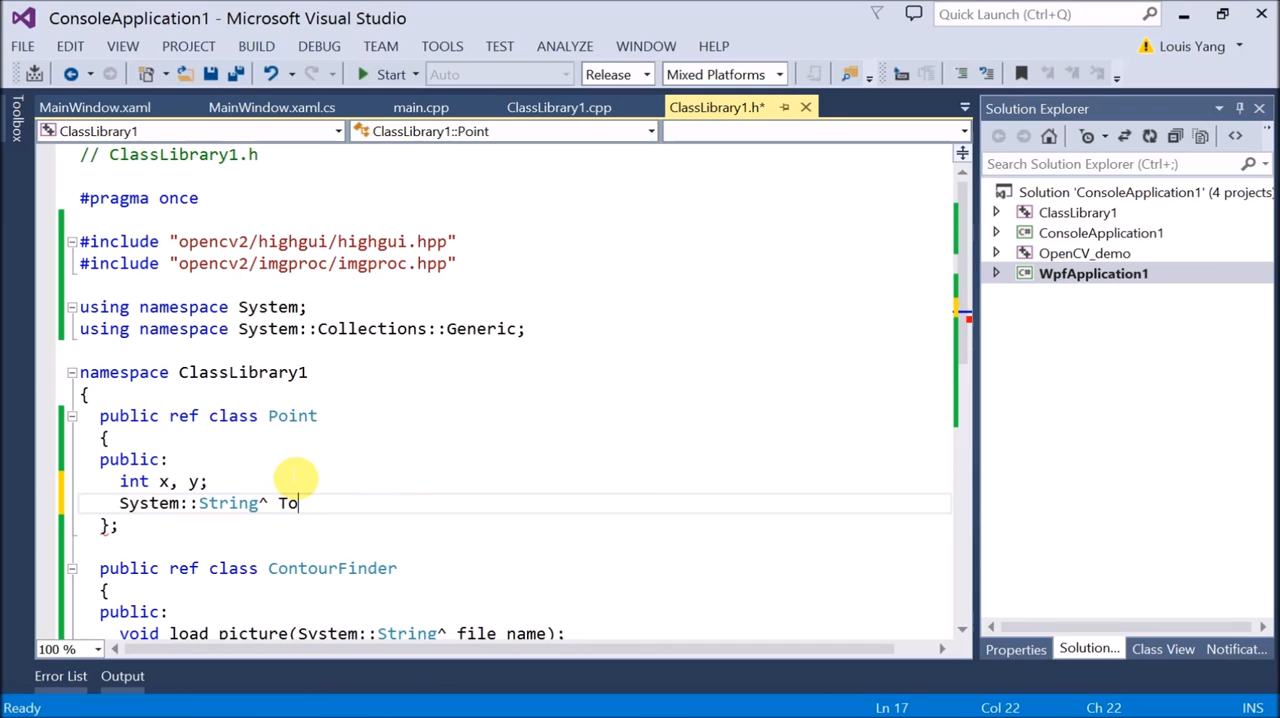 ConsoleApplication1 - Microsoft Visual Studio
Quick Launch (Ctrl+Q)
FILE EDIT VIEW PROJECT BUILD DEBUG TEAM TOOLS TEST ANALYZE WINDOW HELP
Louis Yang
Start Auto Release Mixed Platforms
Toolbox
MainWindow.xaml MainWindow.xaml.cs main.cpp ClassLibrary1.cpp ClassLibrary1.h*
ClassLibrary1 ClassLibrary1::Point
// ClassLibrary1.h
#pragma once
#include "opencv2/highgui/highgui.hpp"
#include "opencv2/imgproc/imgproc.hpp"
using namespace System;
using namespace System::Collections::Generic;
namespace ClassLibrary1
{
public ref class Point
{
public:
int x, y;
System::String^ To
};
public ref class ContourFinder
{
public:
void load_picture(System::String^ file_name);
100 %
Solution Explorer
Search Solution Explorer (Ctrl+;)
Solution 'ConsoleApplication1' (4 projects)
ClassLibrary1
ConsoleApplication1
OpenCV_demo
WpfApplication1
Properties Solution... Class View Notificat...
Error List Output
Ready Ln 17 Col 22 Ch 22 INS